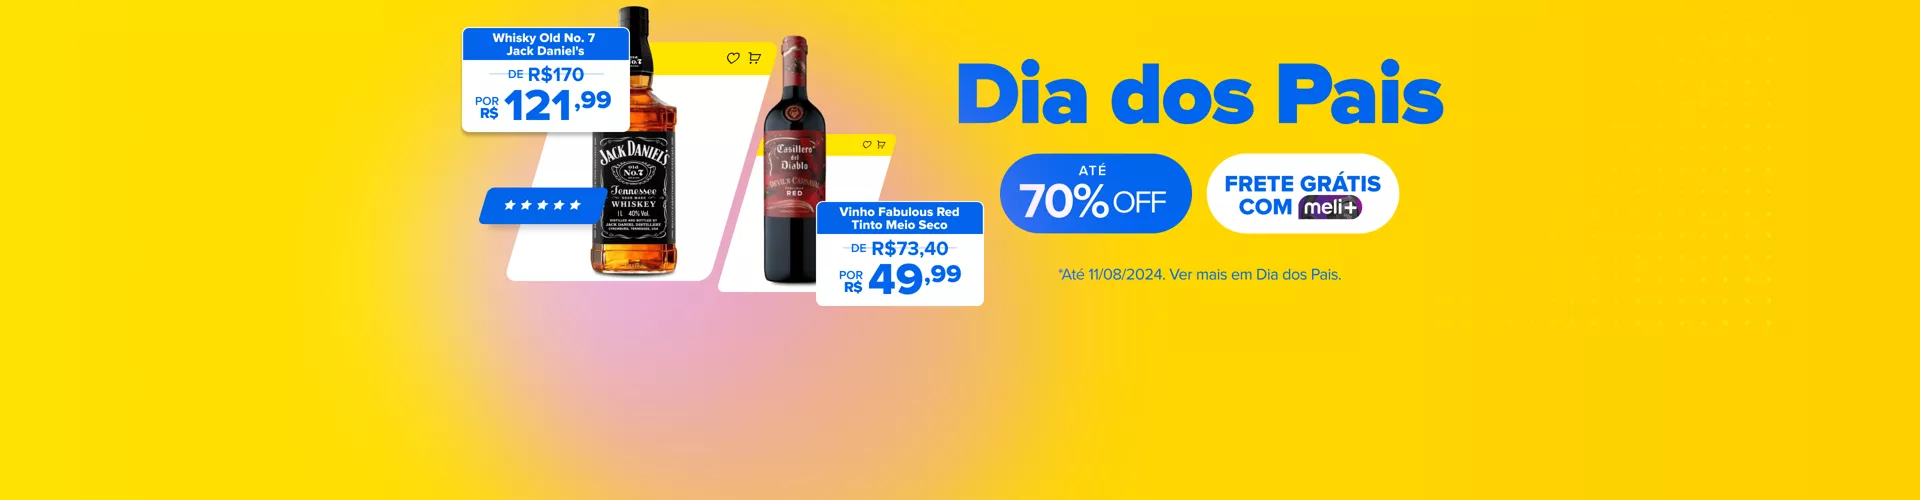 Whisky Old No. 7
Jack Daniel's
DE R$170
POR
R$ 121,99
JACK DANIEL'S
Old
No.7
Tennessee
WHISKEY
1L 40% Vol.
Casillero
del
Diablo
DEVIL'S CARNAVAL
RED
Vinho Fabulous Red
Tinto Meio Seco
DE R$73,40
POR
R$ 49,99
Dia dos Pais
ATÉ
70% OFF
FRETE GRÁTIS
COM meli+
*Até 11/08/2024. Ver mais em Dia dos Pais.